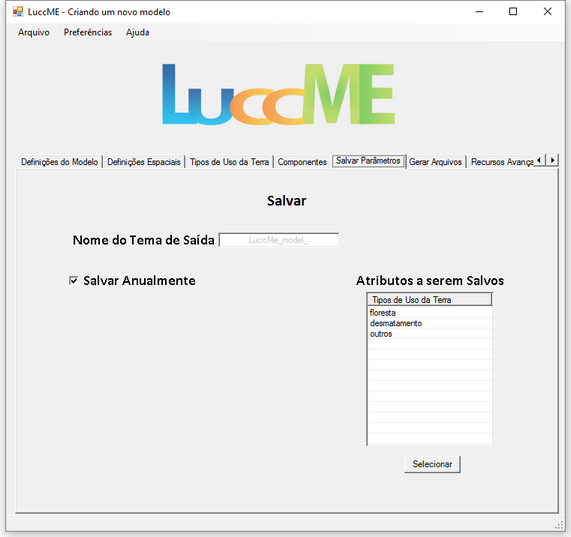 LuccME - Criando um novo modelo
Arquivo Preferências Ajuda
LuccME
Definições do Modelo Definições Espaciais Tipos de Uso da Terra Componentes Salvar Parâmetros Gerar Arquivos Recursos Avança
Salvar
Nome do Tema de Saída LuccMe_model_
Salvar Anualmente Atributos a serem Salvos
Tipos de Uso da Terra
floresta
desmatamento
outros
Selecionar